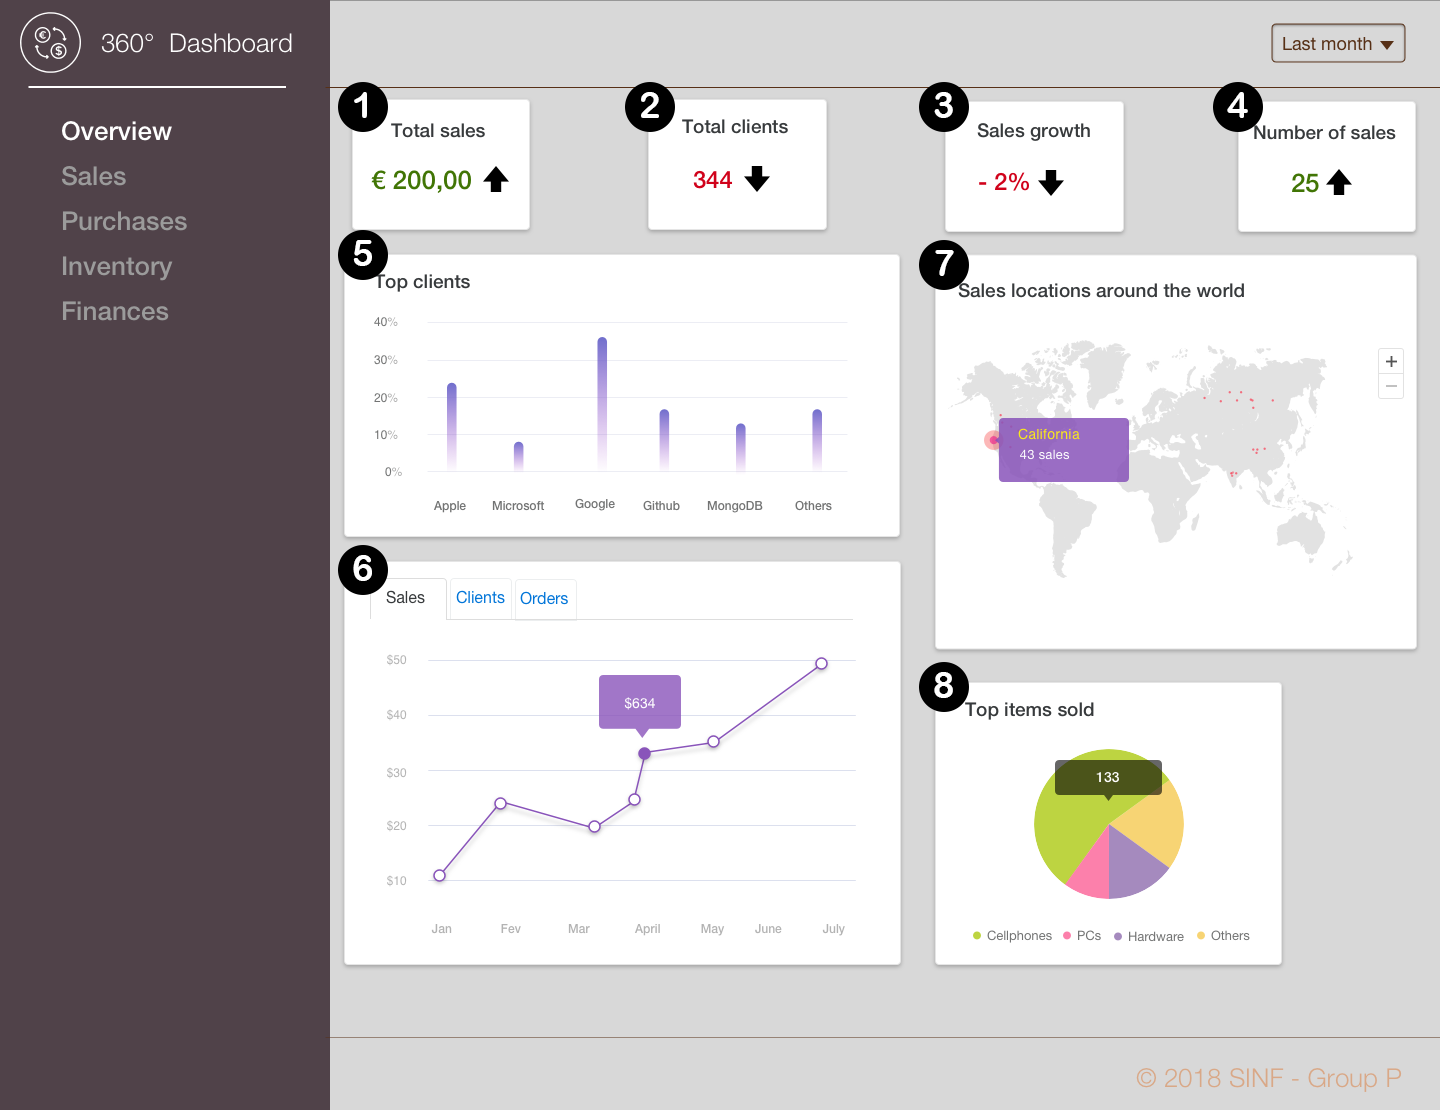 €
$
360° Dashboard
Last month
Overview
Sales
Purchases
Inventory
Finances
1
Total sales
€ 200,00
2
Total clients
344
3
Sales growth
- 2%
4
Number of sales
25
5
Top clients
40%
30%
20%
10%
0%
Apple Microsoft Google Github MongoDB Others
7
Sales locations around the world
+
−
California
43 sales
6
Sales Clients Orders
$50
$40
$30
$20
$10
$634
Jan Fev Mar April May June July
8
Top items sold
133
Cellphones PCs Hardware Others
© 2018 SINF - Group P